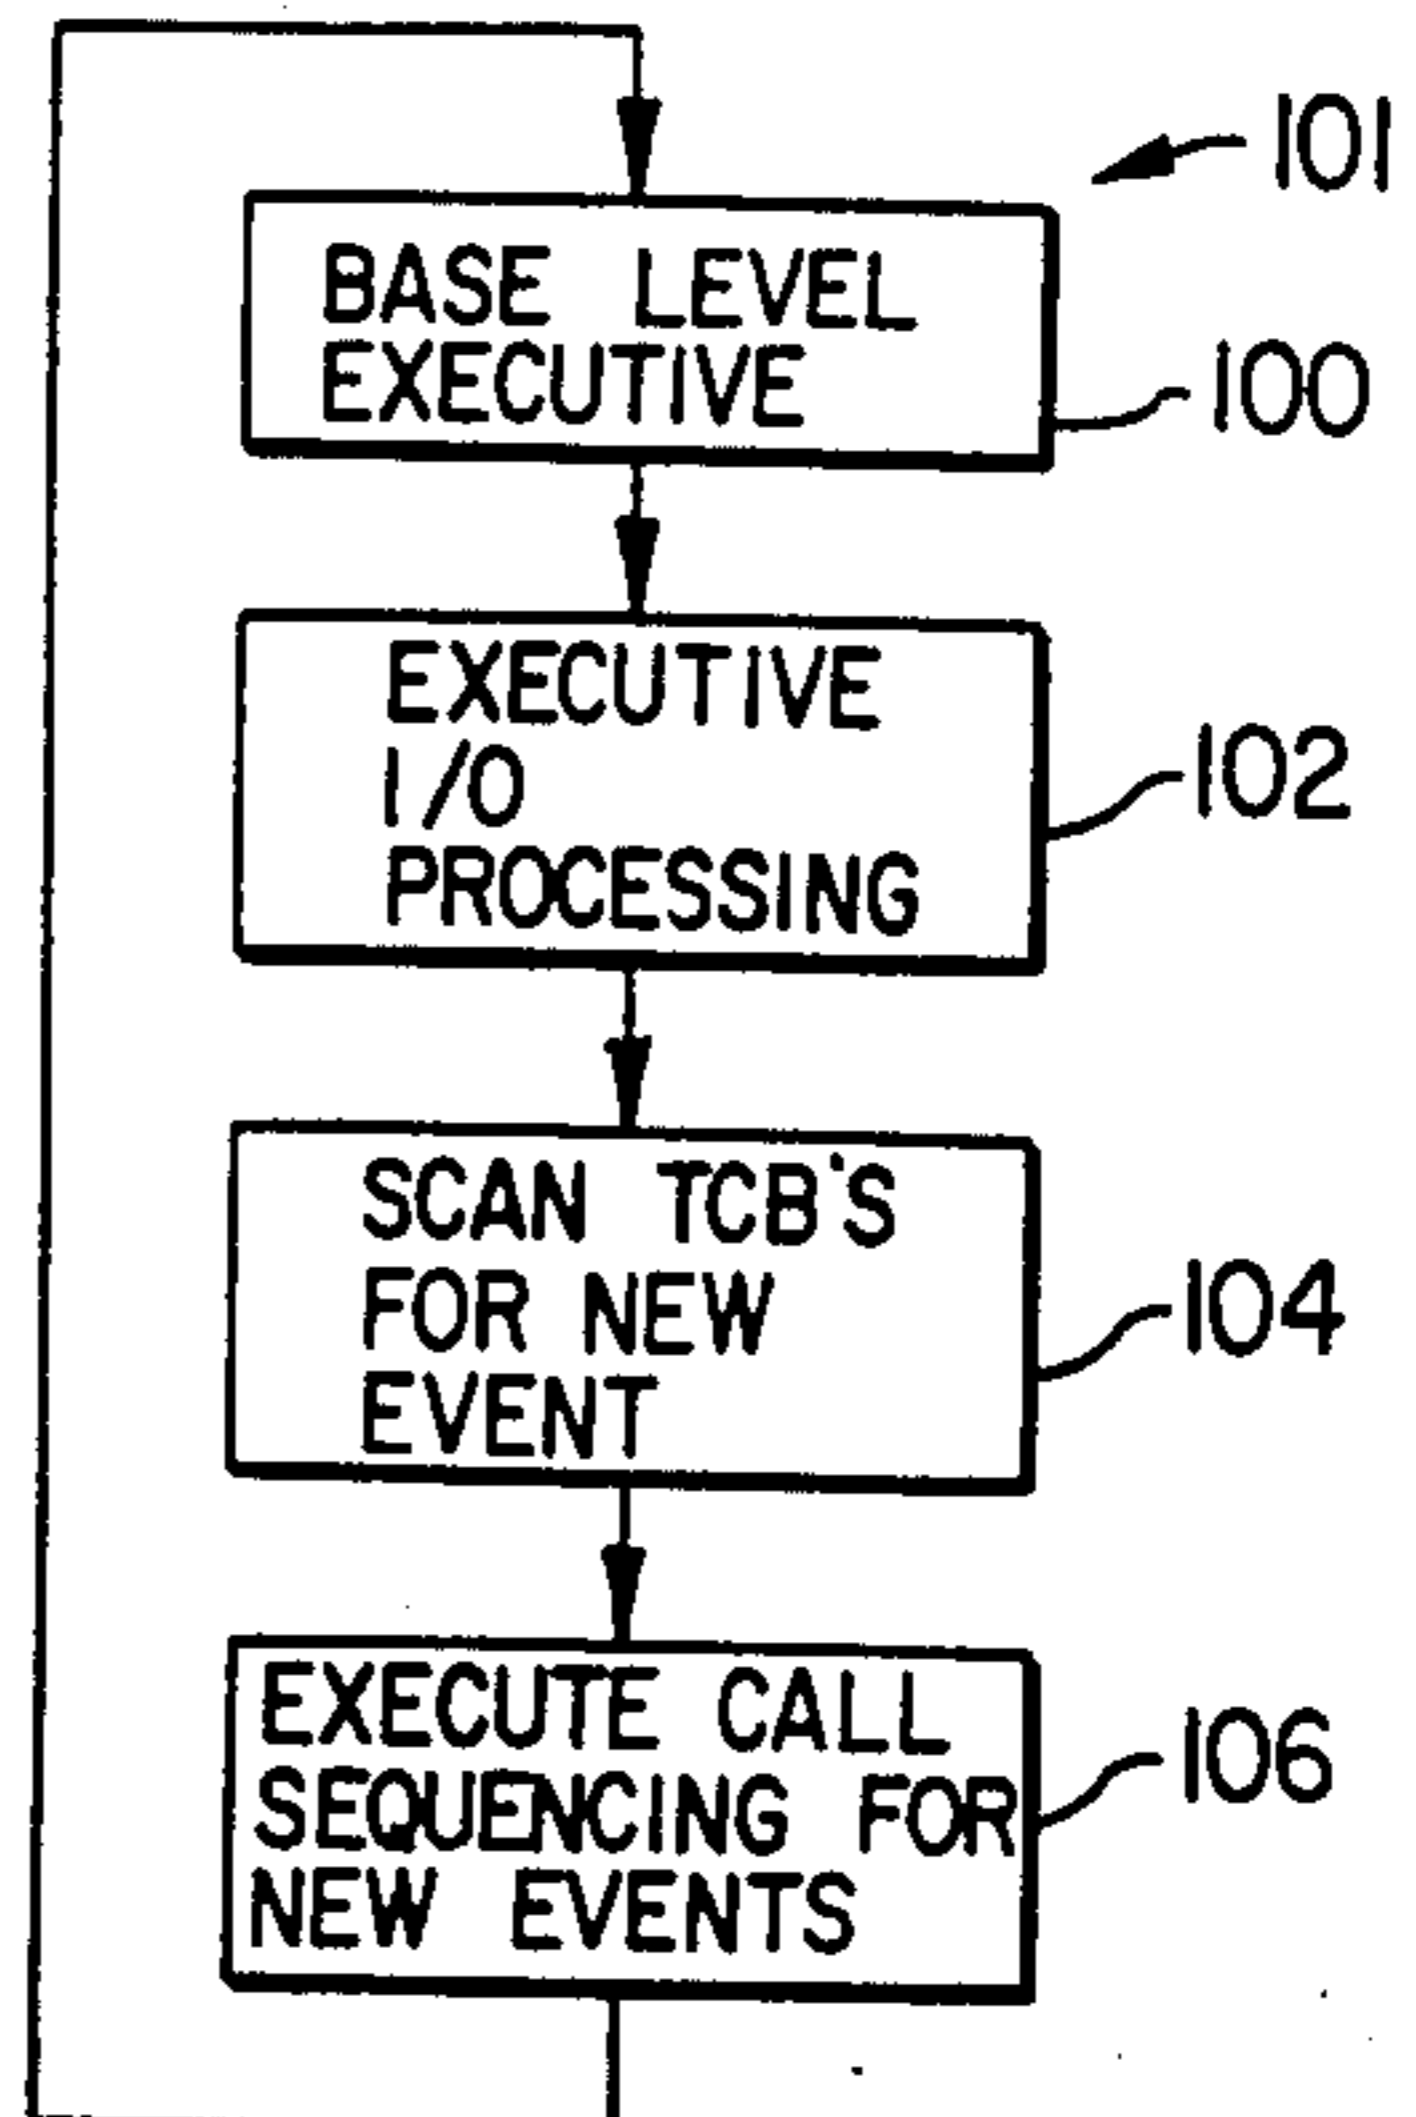 101
BASE LEVEL
EXECUTIVE
100
EXECUTIVE
I/O
PROCESSING
102
SCAN TCB'S
FOR NEW
EVENT
104
EXECUTE CALL
SEQUENCING FOR
NEW EVENTS
106